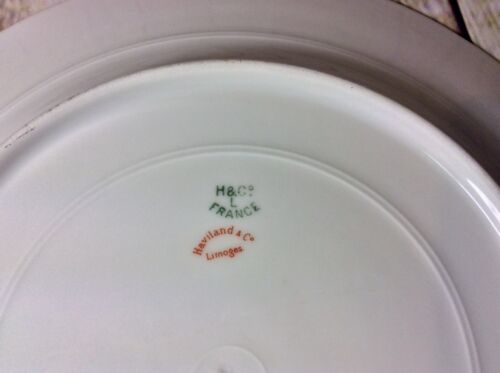 H&Cº
L
FRANCE
Haviland & Cº
Limoges